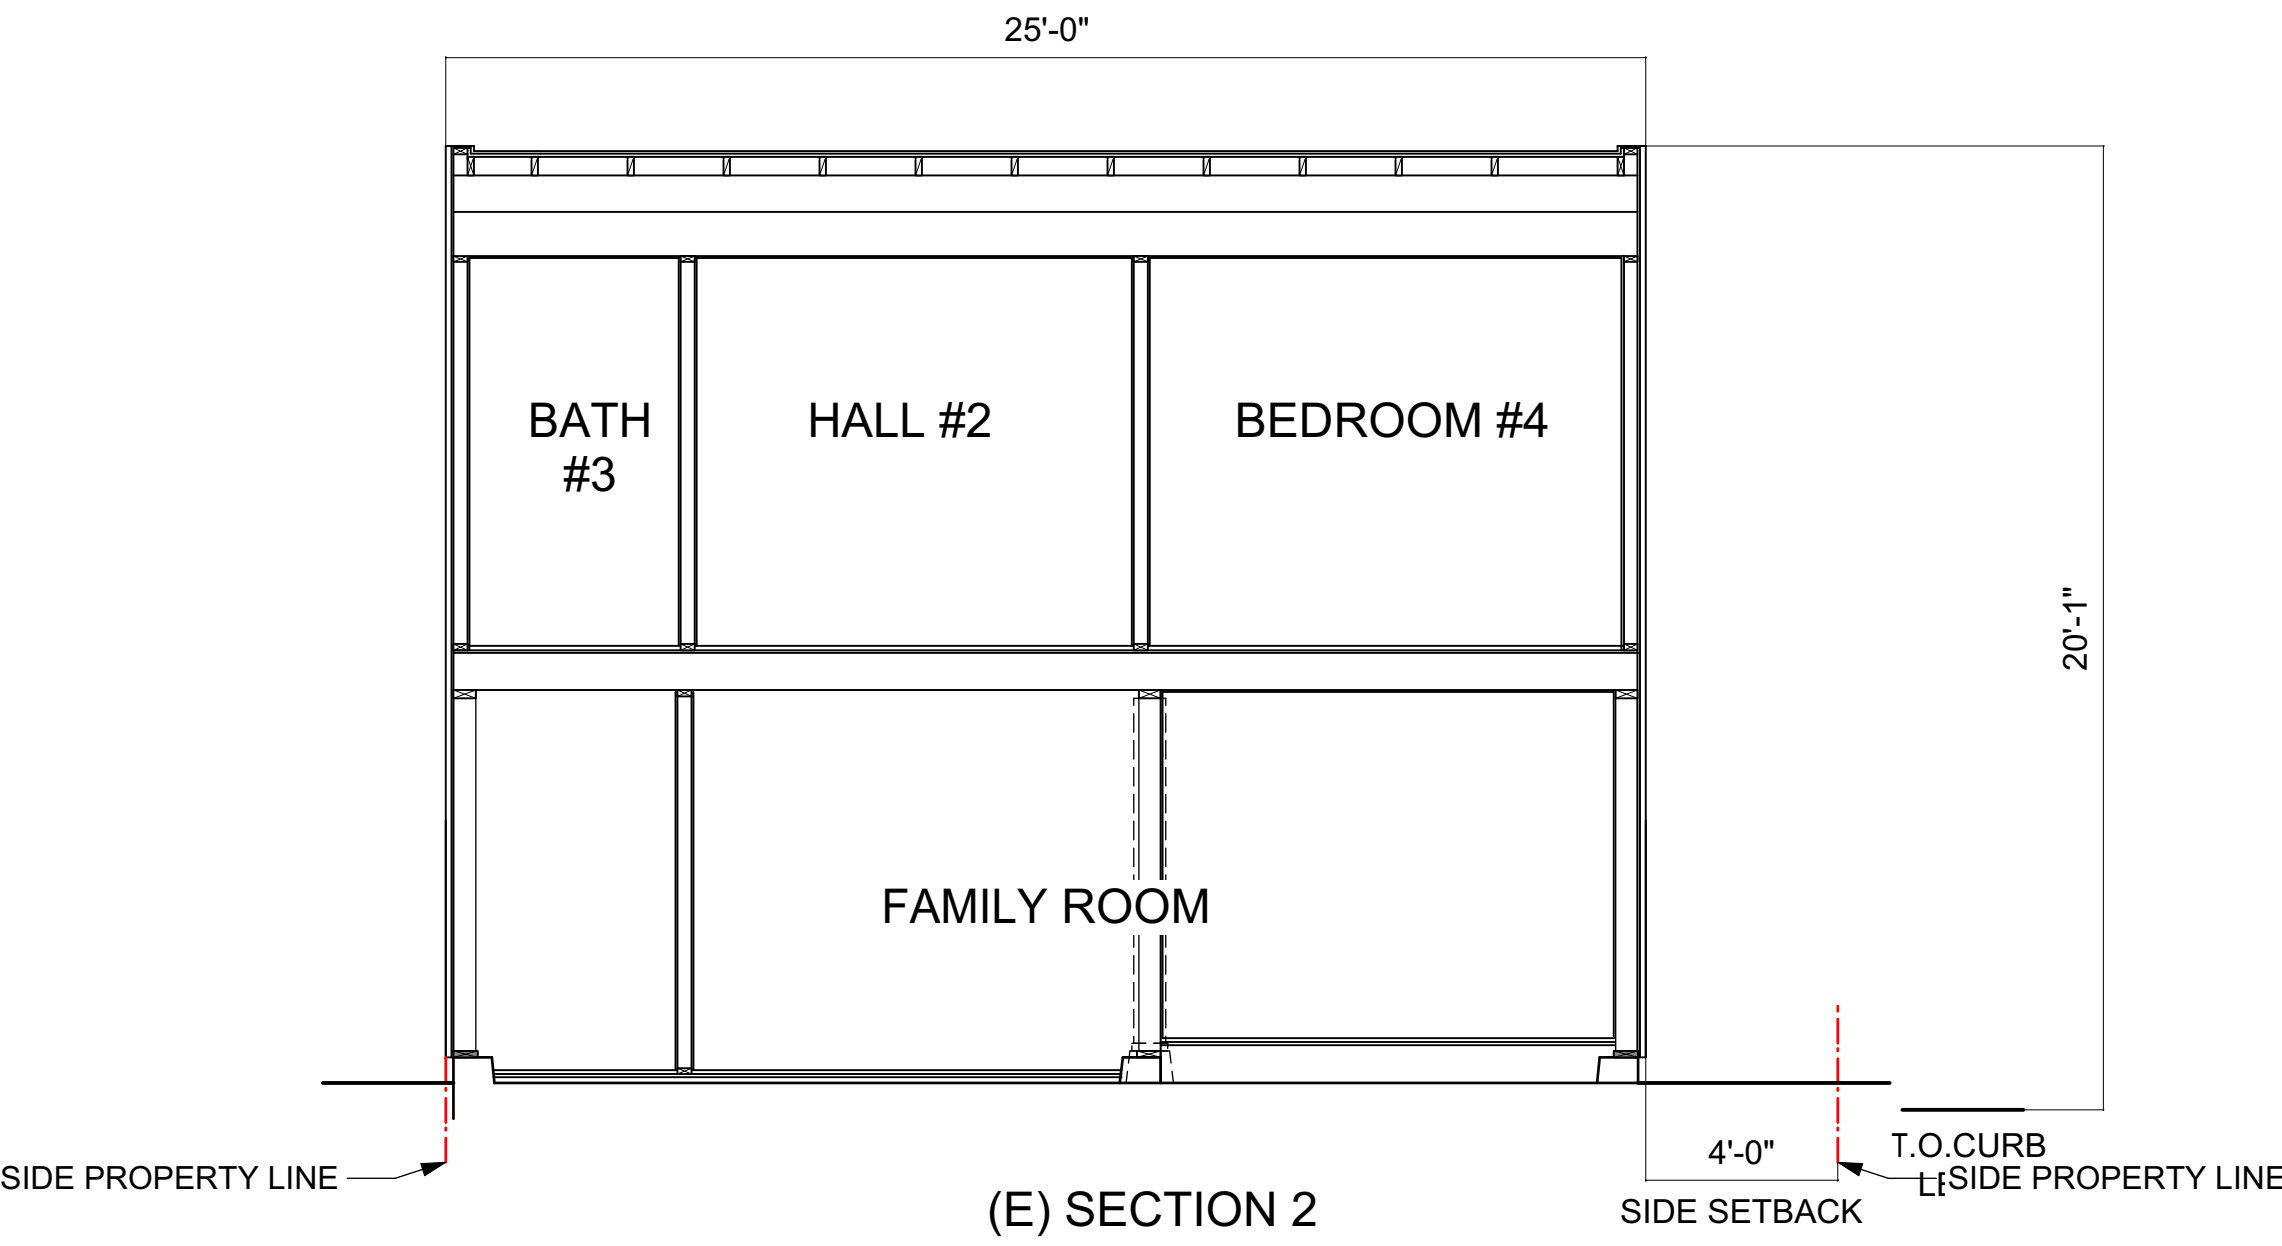 25'-0"
BATH
#3
HALL #2
BEDROOM #4
20'-1"
FAMILY ROOM
4'-0"
T.O.CURB
SIDE PROPERTY LINE
SIDE PROPERTY LINE
(E) SECTION 2
SIDE SETBACK